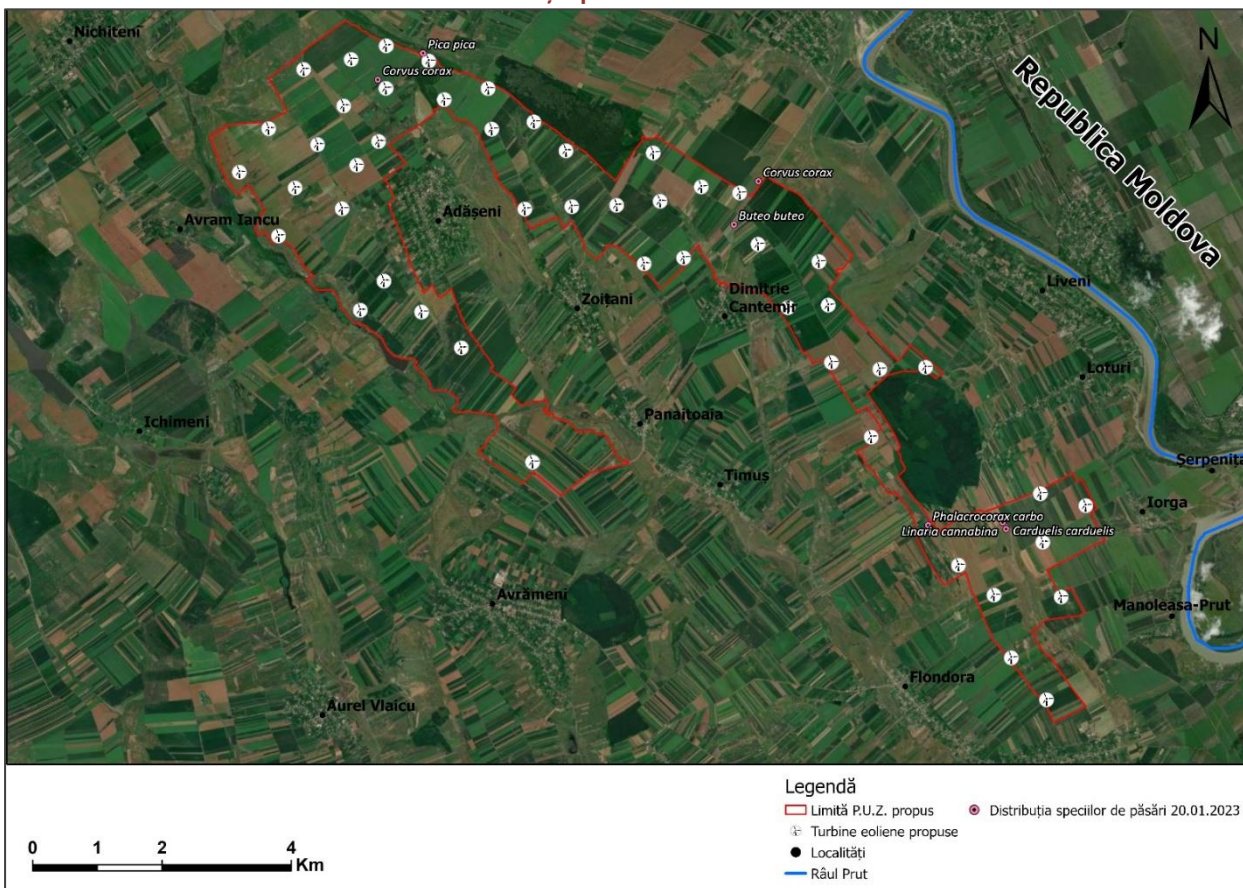 Nichiteni
Pica pica
Corvus corax
N
Republica Moldova
Corvus corax
Avram Iancu
Adășeni
Buteo buteo
Liveni
Zoițani
Dimitrie
Cantemir
Loturi
Ichimeni
Panaitoaia
Șerpenița
Timuș
Iorga
Phalacrocorax carbo
Linaria cannabina
Carduelis carduelis
Avrămeni
Manoleasa-Prut
Flondora
Aurel Vlaicu
Legendă
Limită P.U.Z. propus
Distribuția speciilor de păsări 20.01.2023
Turbine eoliene propuse
Localități
Râul Prut
0 1 2 4
Km